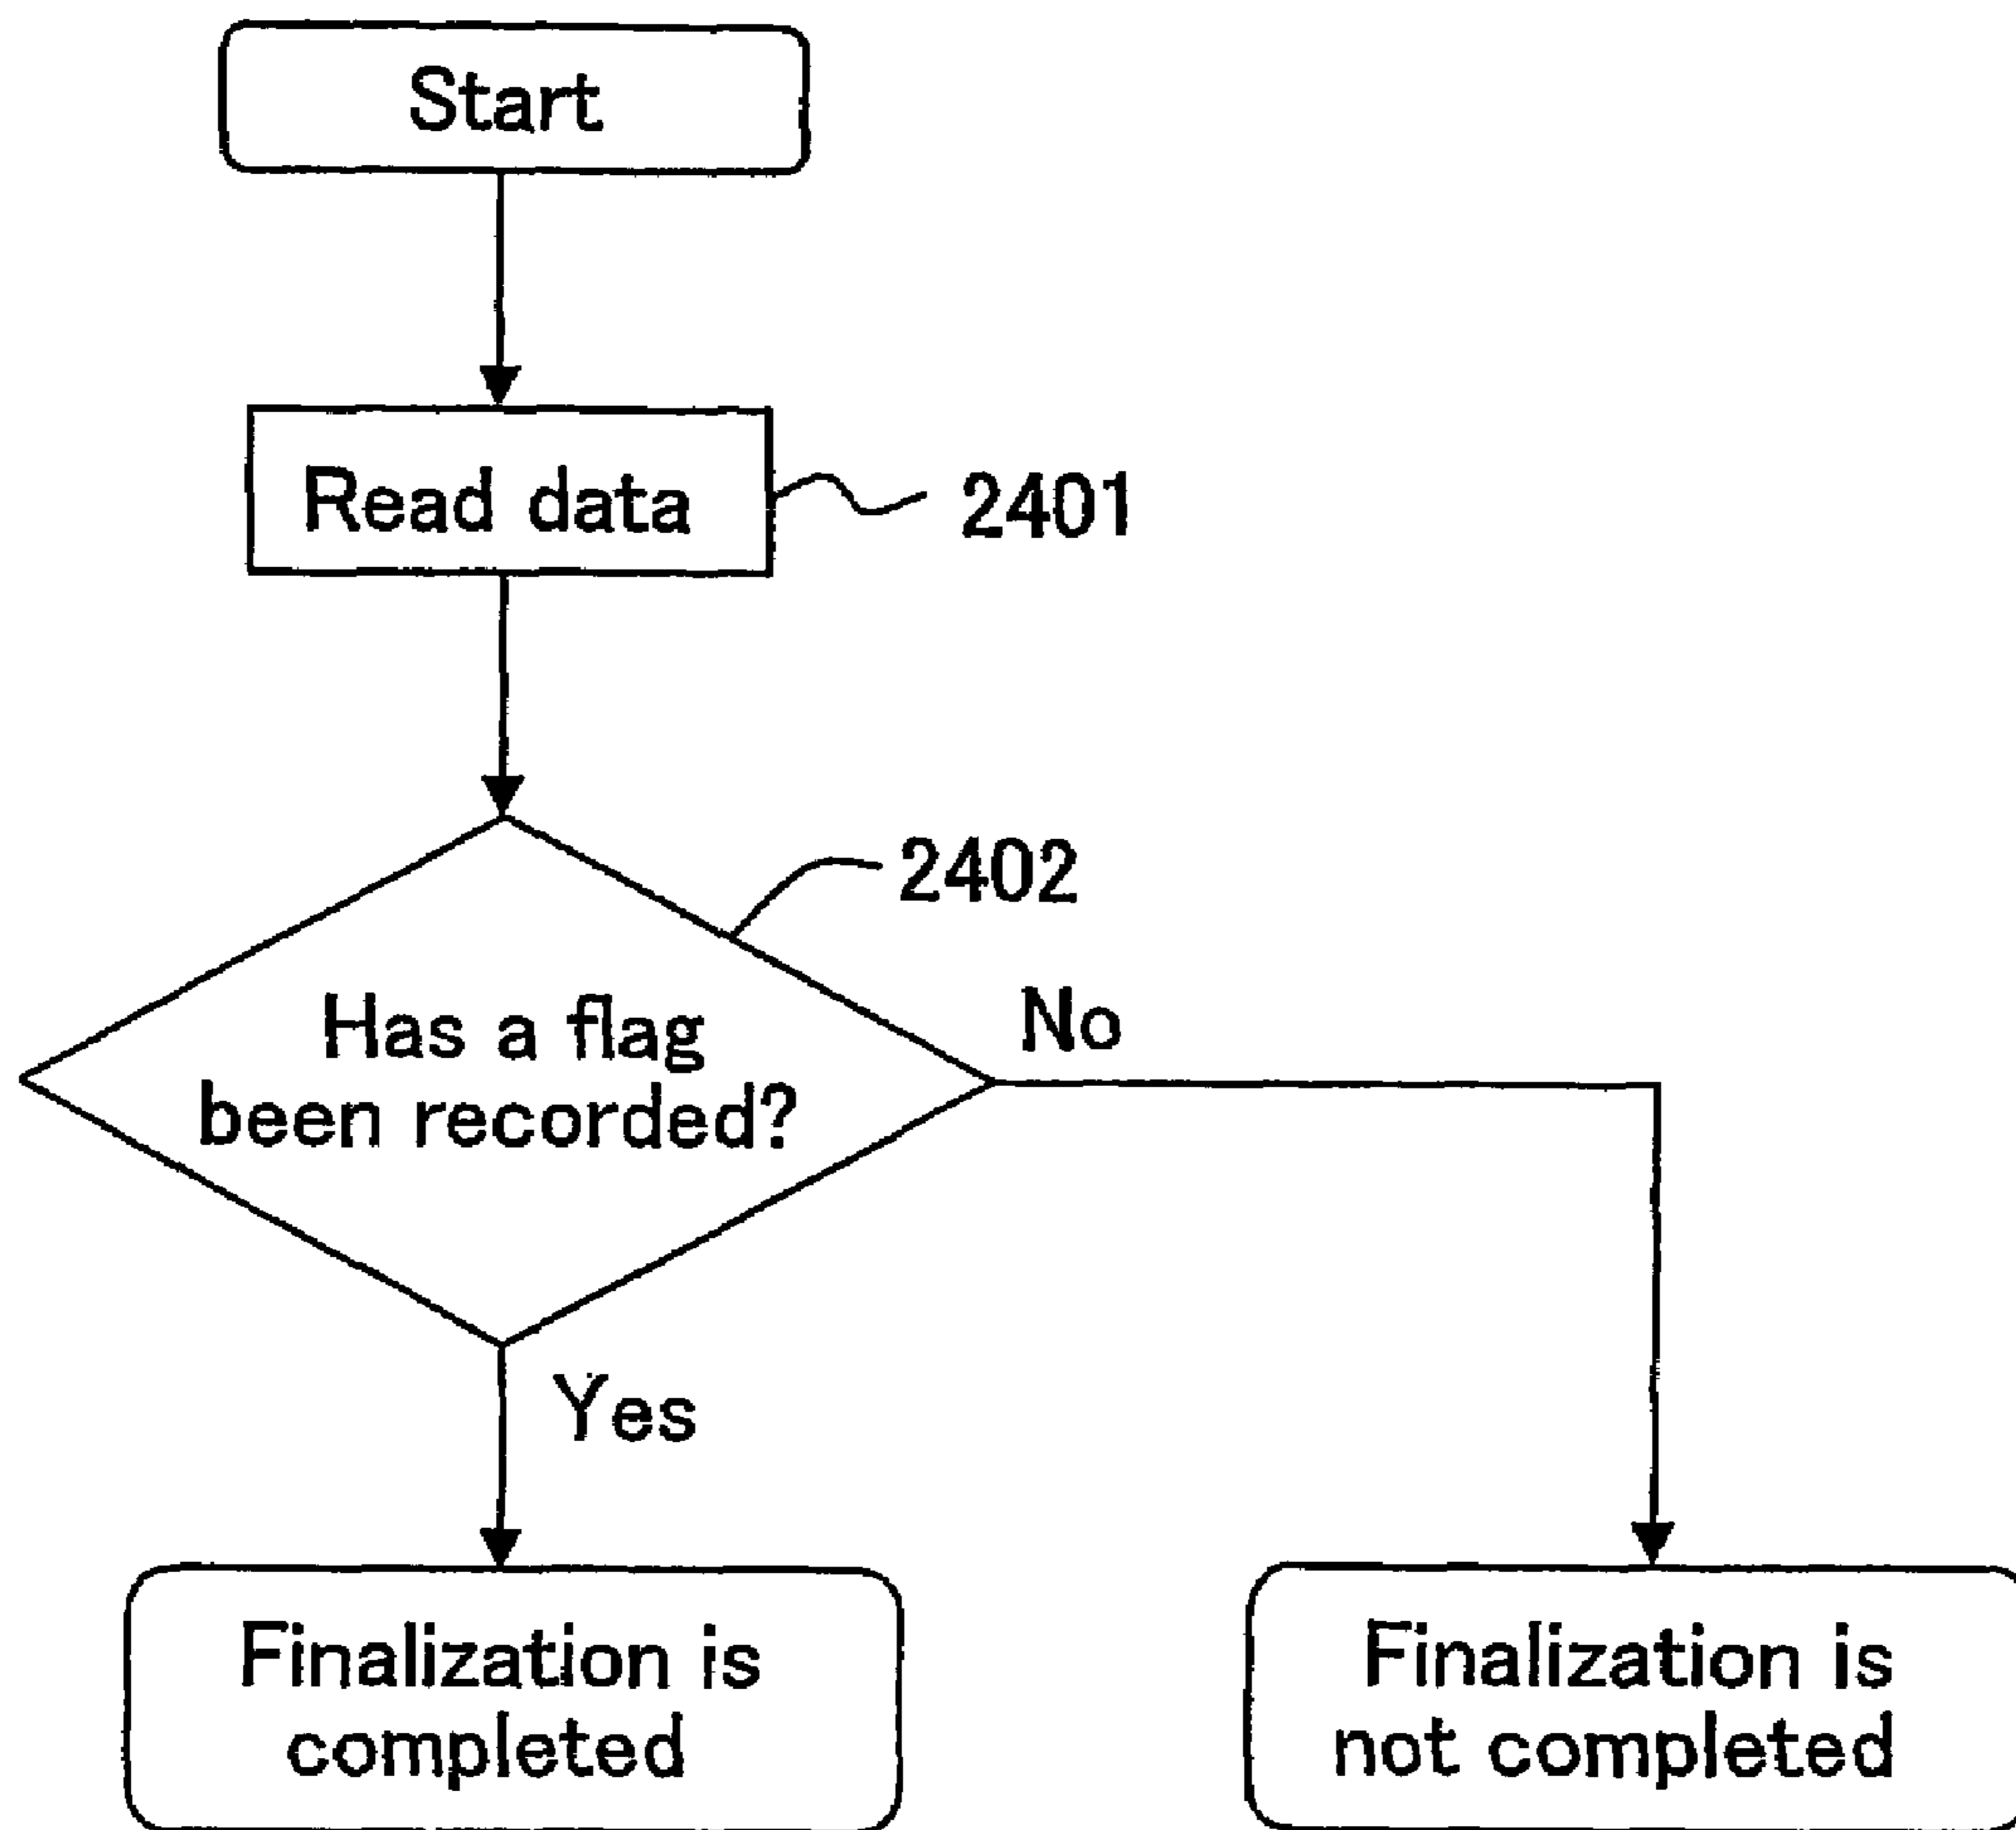 Start
Read data
2401
2402
Has a flag
been recorded?
No
Yes
Finalization is
completed
Finalization is
not completed